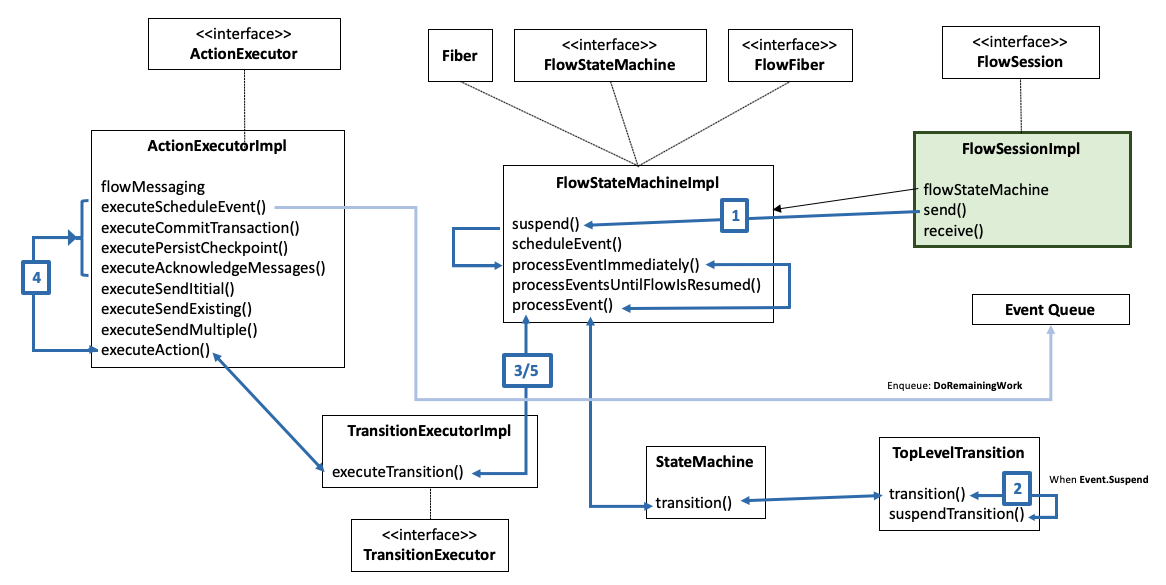 <<interface>>
ActionExecutor
Fiber
<<interface>>
FlowStateMachine
<<interface>>
FlowFiber
<<interface>>
FlowSession
ActionExecutorImpl
flowMessaging
executeScheduleEvent()
executeCommitTransaction()
executePersistCheckpoint()
executeAcknowledgeMessages()
executeSendItitial()
executeSendExisting()
executeSendMultiple()
executeAction()
4
FlowStateMachineImpl
suspend()
scheduleEvent()
processEventImmediately()
processEventsUntilFlowIsResumed()
processEvent()
1
FlowSessionImpl
flowStateMachine
send()
receive()
Event Queue
3/5
Enqueue: DoRemainingWork
TransitionExecutorImpl
executeTransition()
<<interface>>
TransitionExecutor
StateMachine
transition()
TopLevelTransition
transition()
suspendTransition()
2
When Event.Suspend